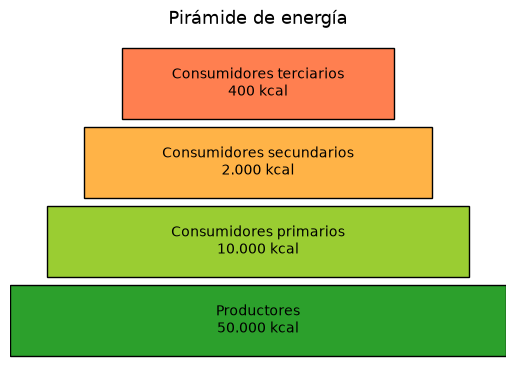 Pirámide de energía
Consumidores terciarios
400 kcal
Consumidores secundarios
2.000 kcal
Consumidores primarios
10.000 kcal
Productores
50.000 kcal